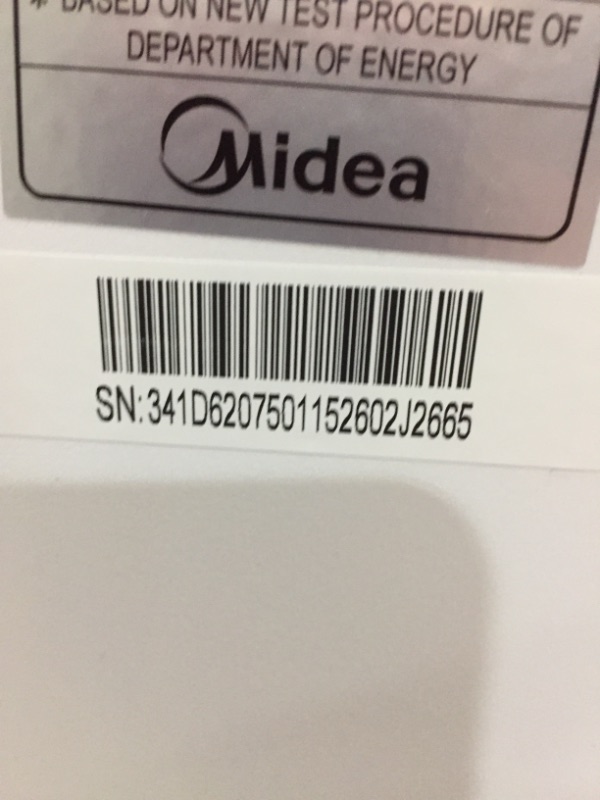 * BASED ON NEW TEST PROCEDURE OF
DEPARTMENT OF ENERGY
Midea
SN:341D6207501152602J2665